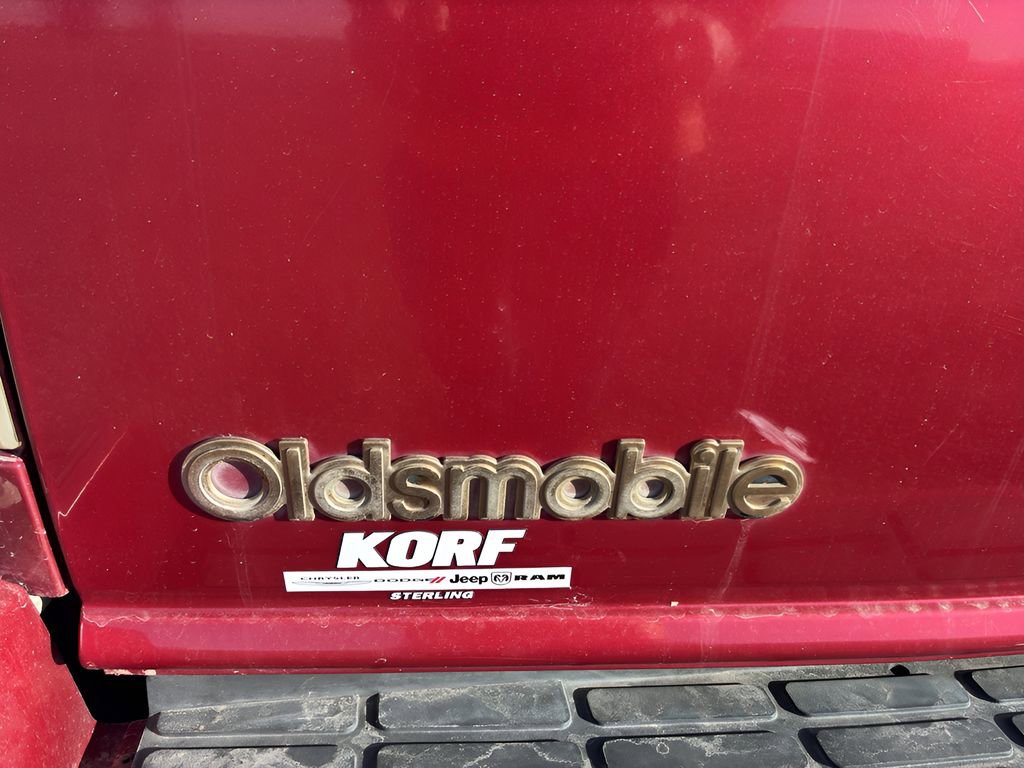 Oldsmobile
KORF
CHRYSLER DODGE Jeep RAM
STERLING